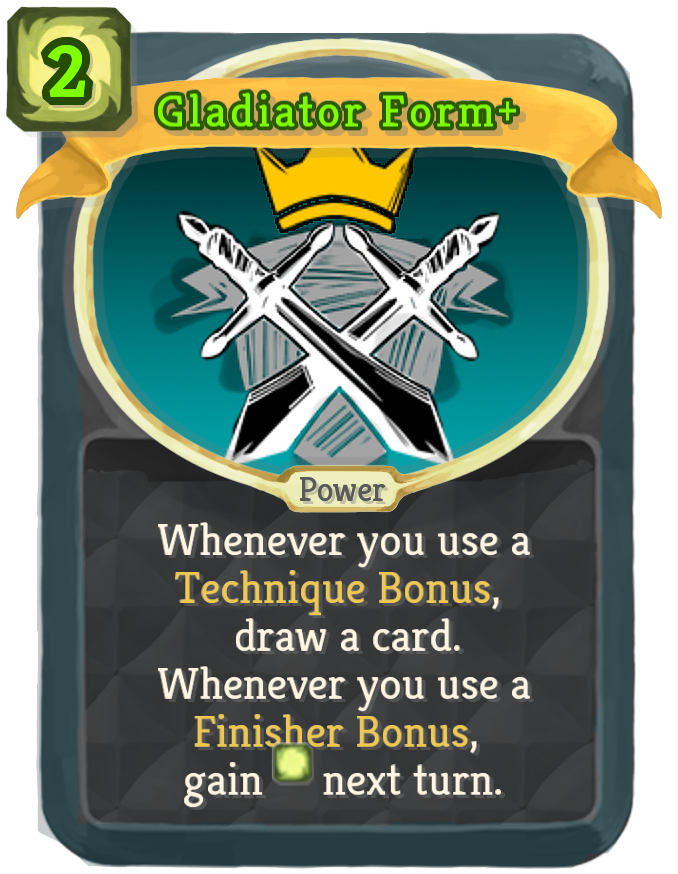 2
Gladiator Form+
Power
Whenever you use a
Technique Bonus,
draw a card.
Whenever you use a
Finisher Bonus,
gain next turn.